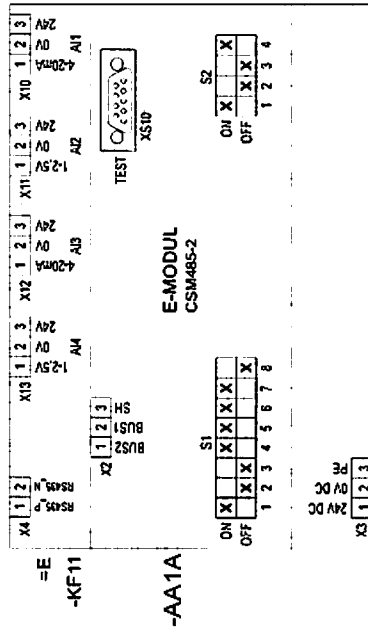 =E
-KF11
-AA1A
X4
1 2
RS435_P RS435_N
X13
1 2 3
1-2,5V 0V 24V
AI4
X12
1 2 3
4-20mA 0V 24V
AI3
X11
1 2 3
1-2,5V 0V 24V
AI2
X10
1 2 3
4-20mA 0V 24V
AI1
X2
1 2 3
BUS2 BUS1 SH
TEST
XS10
E-MODUL
CSM485-2
S1
ON X X X X X
OFF X X X
1 2 3 4 5 6 7 8
S2
ON X X
OFF X X
1 2 3 4
24V DC 0V DC PE
X3
1 2 3